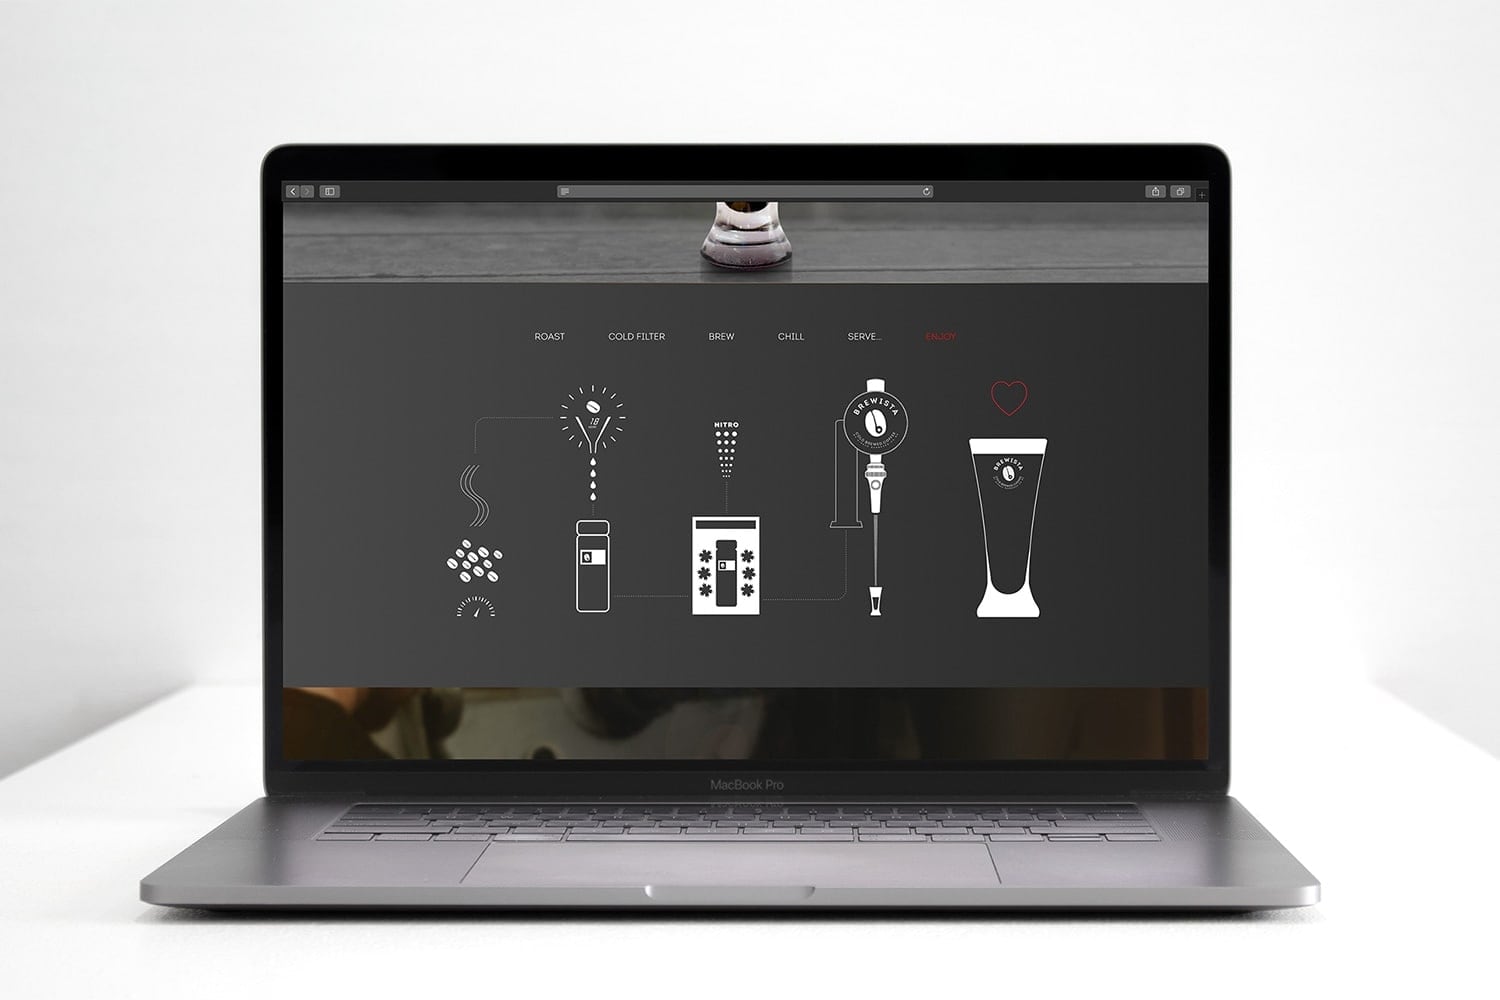 ROAST
COLD FILTER
BREW
CHILL
SERVE...
ENJOY
18
NITRO
BREWISTA
COLD BREWED COFFEE
BREWISTA
MacBook Pro